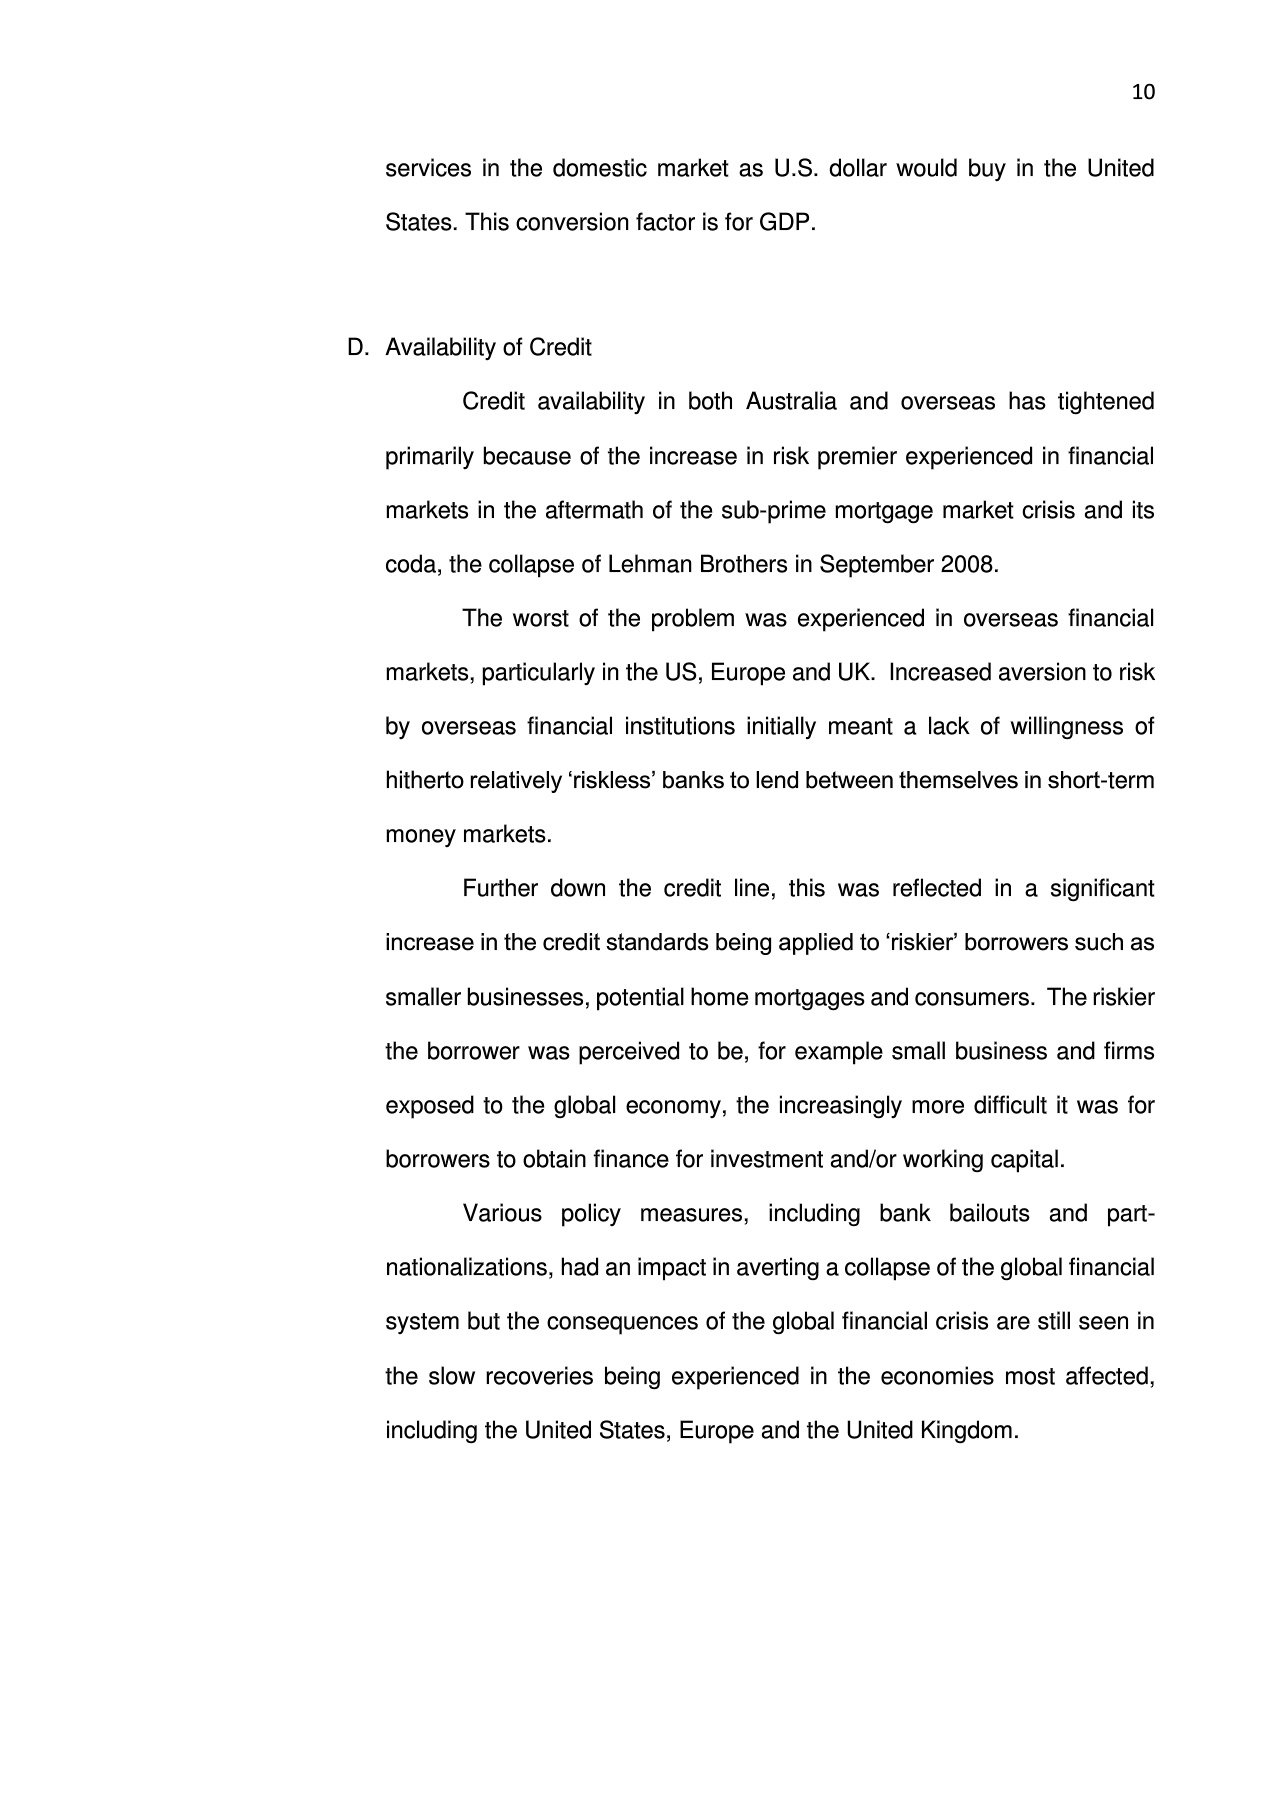 10
services in the domestic market as U.S. dollar would buy in the United
States. This conversion factor is for GDP.
D. Availability of Credit
Credit availability in both Australia and overseas has tightened
primarily because of the increase in risk premier experienced in financial
markets in the aftermath of the sub-prime mortgage market crisis and its
coda, the collapse of Lehman Brothers in September 2008.
The worst of the problem was experienced in overseas financial
markets, particularly in the US, Europe and UK.  Increased aversion to risk
by overseas financial institutions initially meant a lack of willingness of
hitherto relatively ‘riskless’ banks to lend between themselves in short-term
money markets.
Further down the credit line, this was reflected in a significant
increase in the credit standards being applied to ‘riskier’ borrowers such as
smaller businesses, potential home mortgages and consumers.  The riskier
the borrower was perceived to be, for example small business and firms
exposed to the global economy, the increasingly more difficult it was for
borrowers to obtain finance for investment and/or working capital.
Various policy measures, including bank bailouts and part-
nationalizations, had an impact in averting a collapse of the global financial
system but the consequences of the global financial crisis are still seen in
the slow recoveries being experienced in the economies most affected,
including the United States, Europe and the United Kingdom.